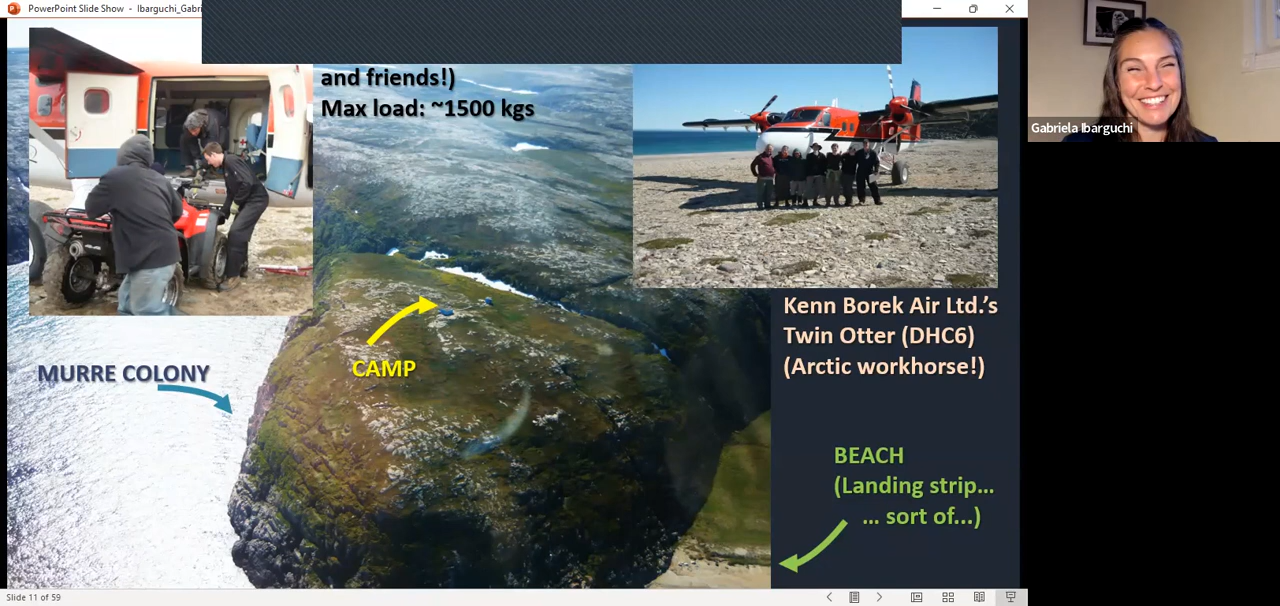 PowerPoint Slide Show - Ibarguchi_Gabri
and friends!)
Max load: ~1500 kgs
Gabriela Ibarguchi
Kenn Borek Air Ltd.’s
Twin Otter (DHC6)
(Arctic workhorse!)
MURRE COLONY
CAMP
BEACH
(Landing strip…
… sort of…)
Slide 11 of 59